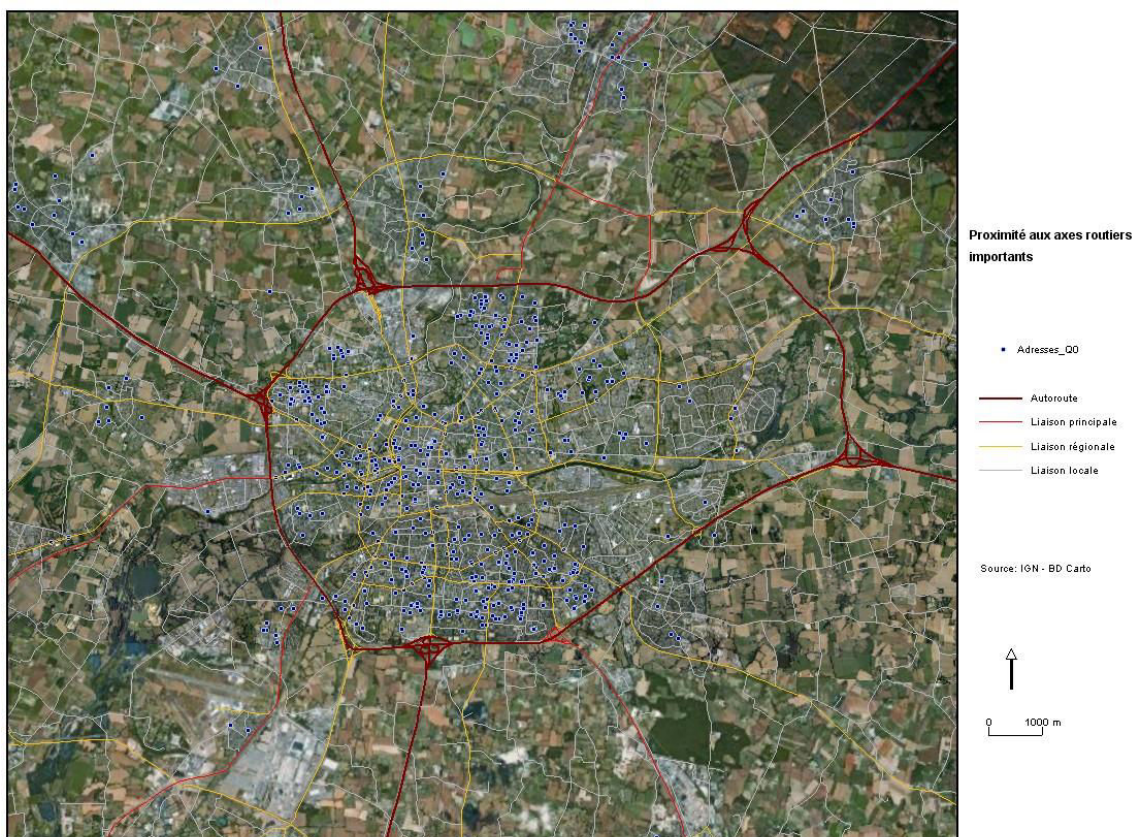 Proximité aux axes routiers
importants
Adresses_Q0
Autoroute
Liaison principale
Liaison régionale
Liaison locale
Source: IGN - BD Carto
0 1000 m